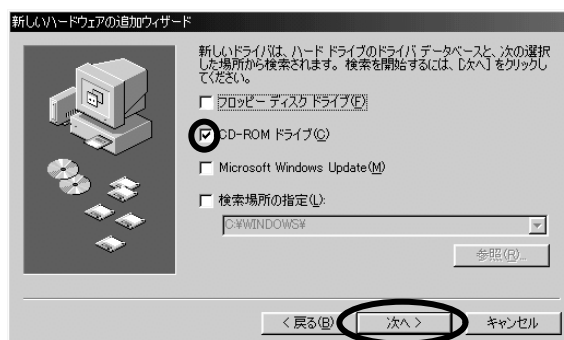 新しいハードウェアの追加ウィザード
新しいドライバは、ハード ドライブのドライバ データベースと、次の選択
した場所から検索されます。検索を開始するには、[次へ] をクリックし
てください。
フロッピー ディスク ドライブ(F)
CD-ROM ドライブ(C)
Microsoft Windows Update(M)
検索場所の指定(L):
C:¥WINDOWS¥
参照(R)...
< 戻る(B)
次へ >
キャンセル